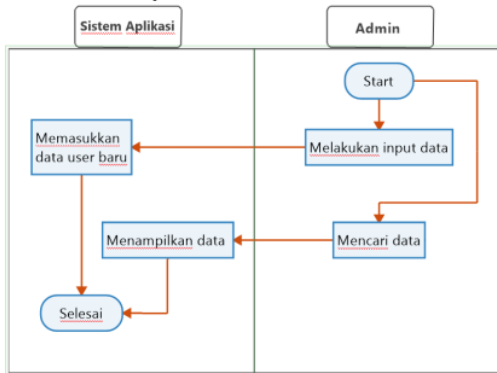 Sistem Aplikasi
Admin
Start
Memasukkan
data user baru
Melakukan input data
Menampilkan data
Mencari data
Selesai